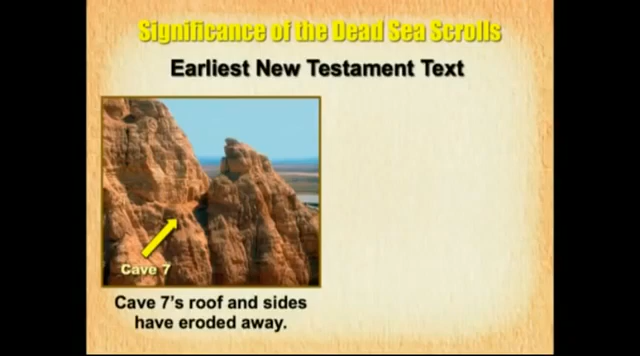 Significance of the Dead Sea Scrolls
Earliest New Testament Text
Cave 7
Cave 7's roof and sides
have eroded away.